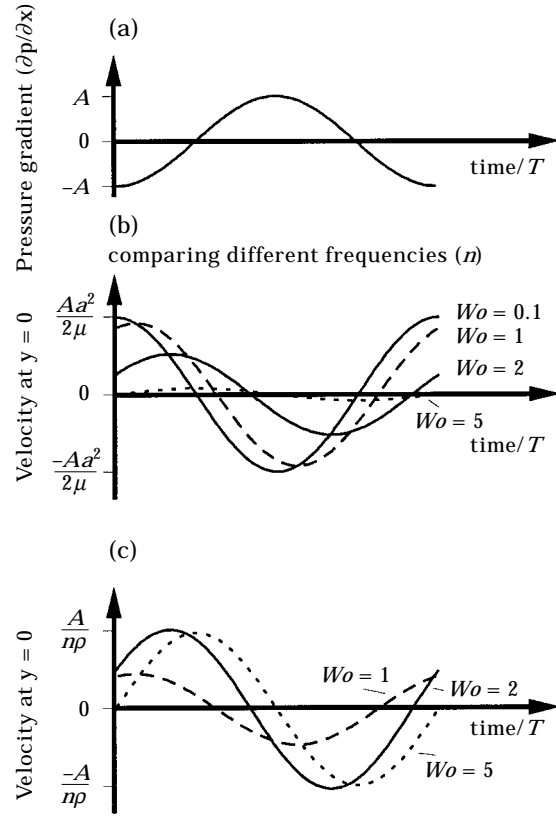 (a)
Pressure gradient (∂p/∂x)
A
0
–A
time/T
(b)
comparing different frequencies (n)
Velocity at y = 0
Aa²
2μ
0
–Aa²
2μ
Wo = 0.1
Wo = 1
Wo = 2
Wo = 5
time/T
(c)
Velocity at y = 0
A
nρ
0
–A
nρ
Wo = 1
Wo = 2
time/T
Wo = 5